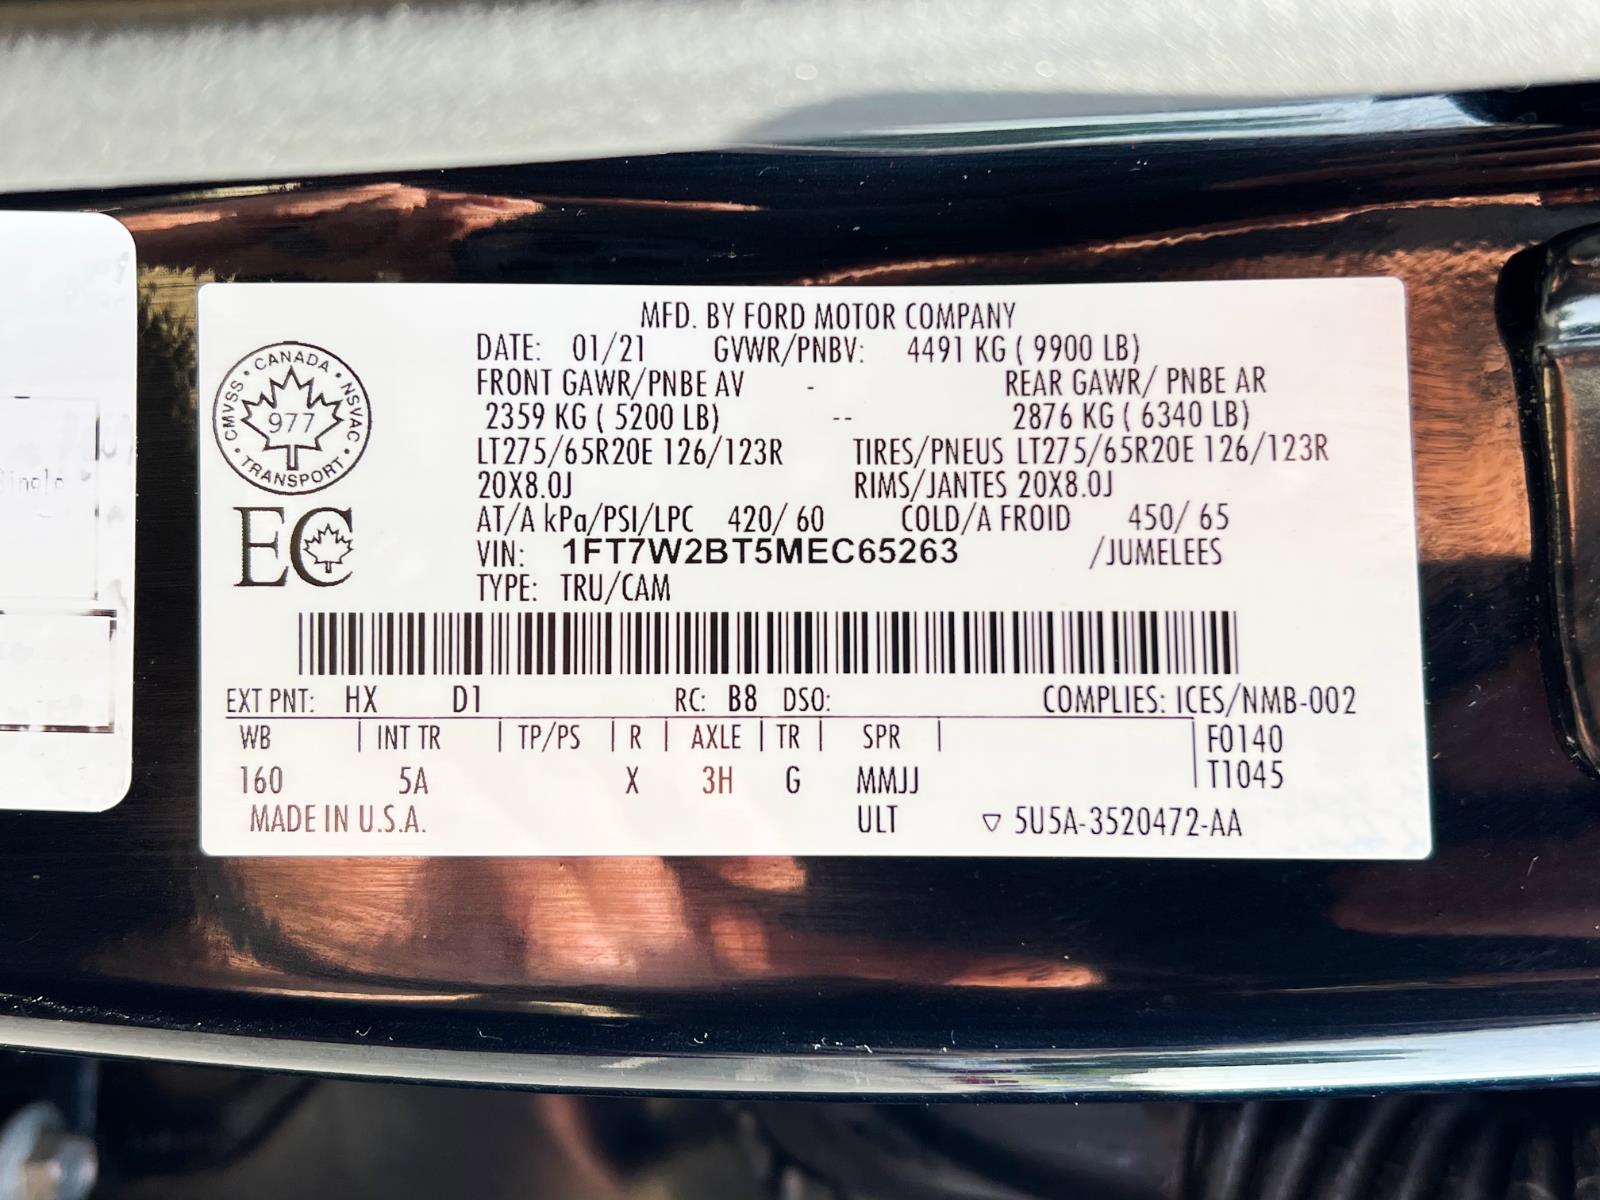 MFD. BY FORD MOTOR COMPANY
DATE: 01/21 GVWR/PNBV: 4491 KG ( 9900 LB)
FRONT GAWR/PNBE AV - REAR GAWR/ PNBE AR
2359 KG ( 5200 LB) -- 2876 KG ( 6340 LB)
LT275/65R20E 126/123R TIRES/PNEUS LT275/65R20E 126/123R
20X8.0J RIMS/JANTES 20X8.0J
AT/A kPa/PSI/LPC 420/ 60 COLD/A FROID 450/ 65
VIN: 1FT7W2BT5MEC65263 /JUMELEES
TYPE: TRU/CAM
CANADA · NSVAC · TRANSPORT · CMVSS ·
977
EC
Single
EXT PNT: HX D1 RC: B8 DSO: COMPLIES: ICES/NMB-002
WB | INT TR | TP/PS | R | AXLE | TR | SPR | F0140
160 5A X 3H G MMJJ T1045
MADE IN U.S.A. ULT ▽ 5U5A-3520472-AA